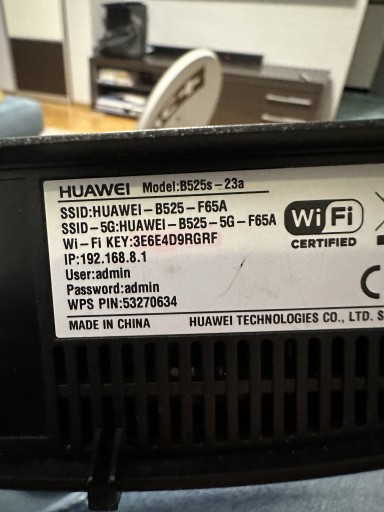 HUAWEI Model:B525s-23a
SSID:HUAWEI-B525-F65A
SSID-5G:HUAWEI-B525-5G-F65A
Wi-Fi KEY:3E6E4D9RGRF
IP:192.168.8.1
User:admin
Password:admin
WPS PIN:53270634
Wi Fi
CERTIFIED
MADE IN CHINA HUAWEI TECHNOLOGIES CO., LTD.